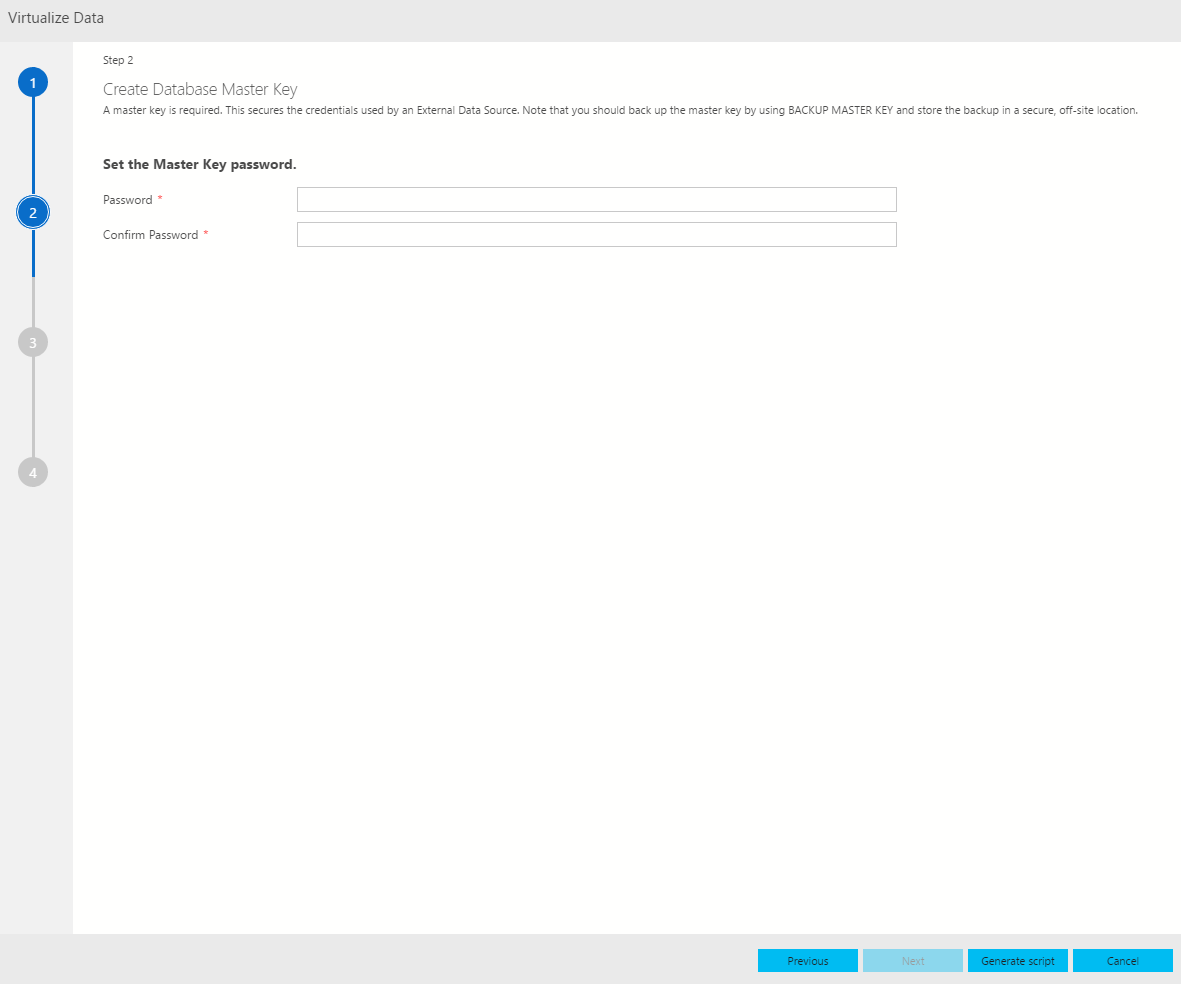 Virtualize Data
1
2
3
4
Step 2
Create Database Master Key
A master key is required. This secures the credentials used by an External Data Source. Note that you should back up the master key by using BACKUP MASTER KEY and store the backup in a secure, off-site location.
Set the Master Key password.
Password *
Confirm Password *
Previous Next Generate script Cancel